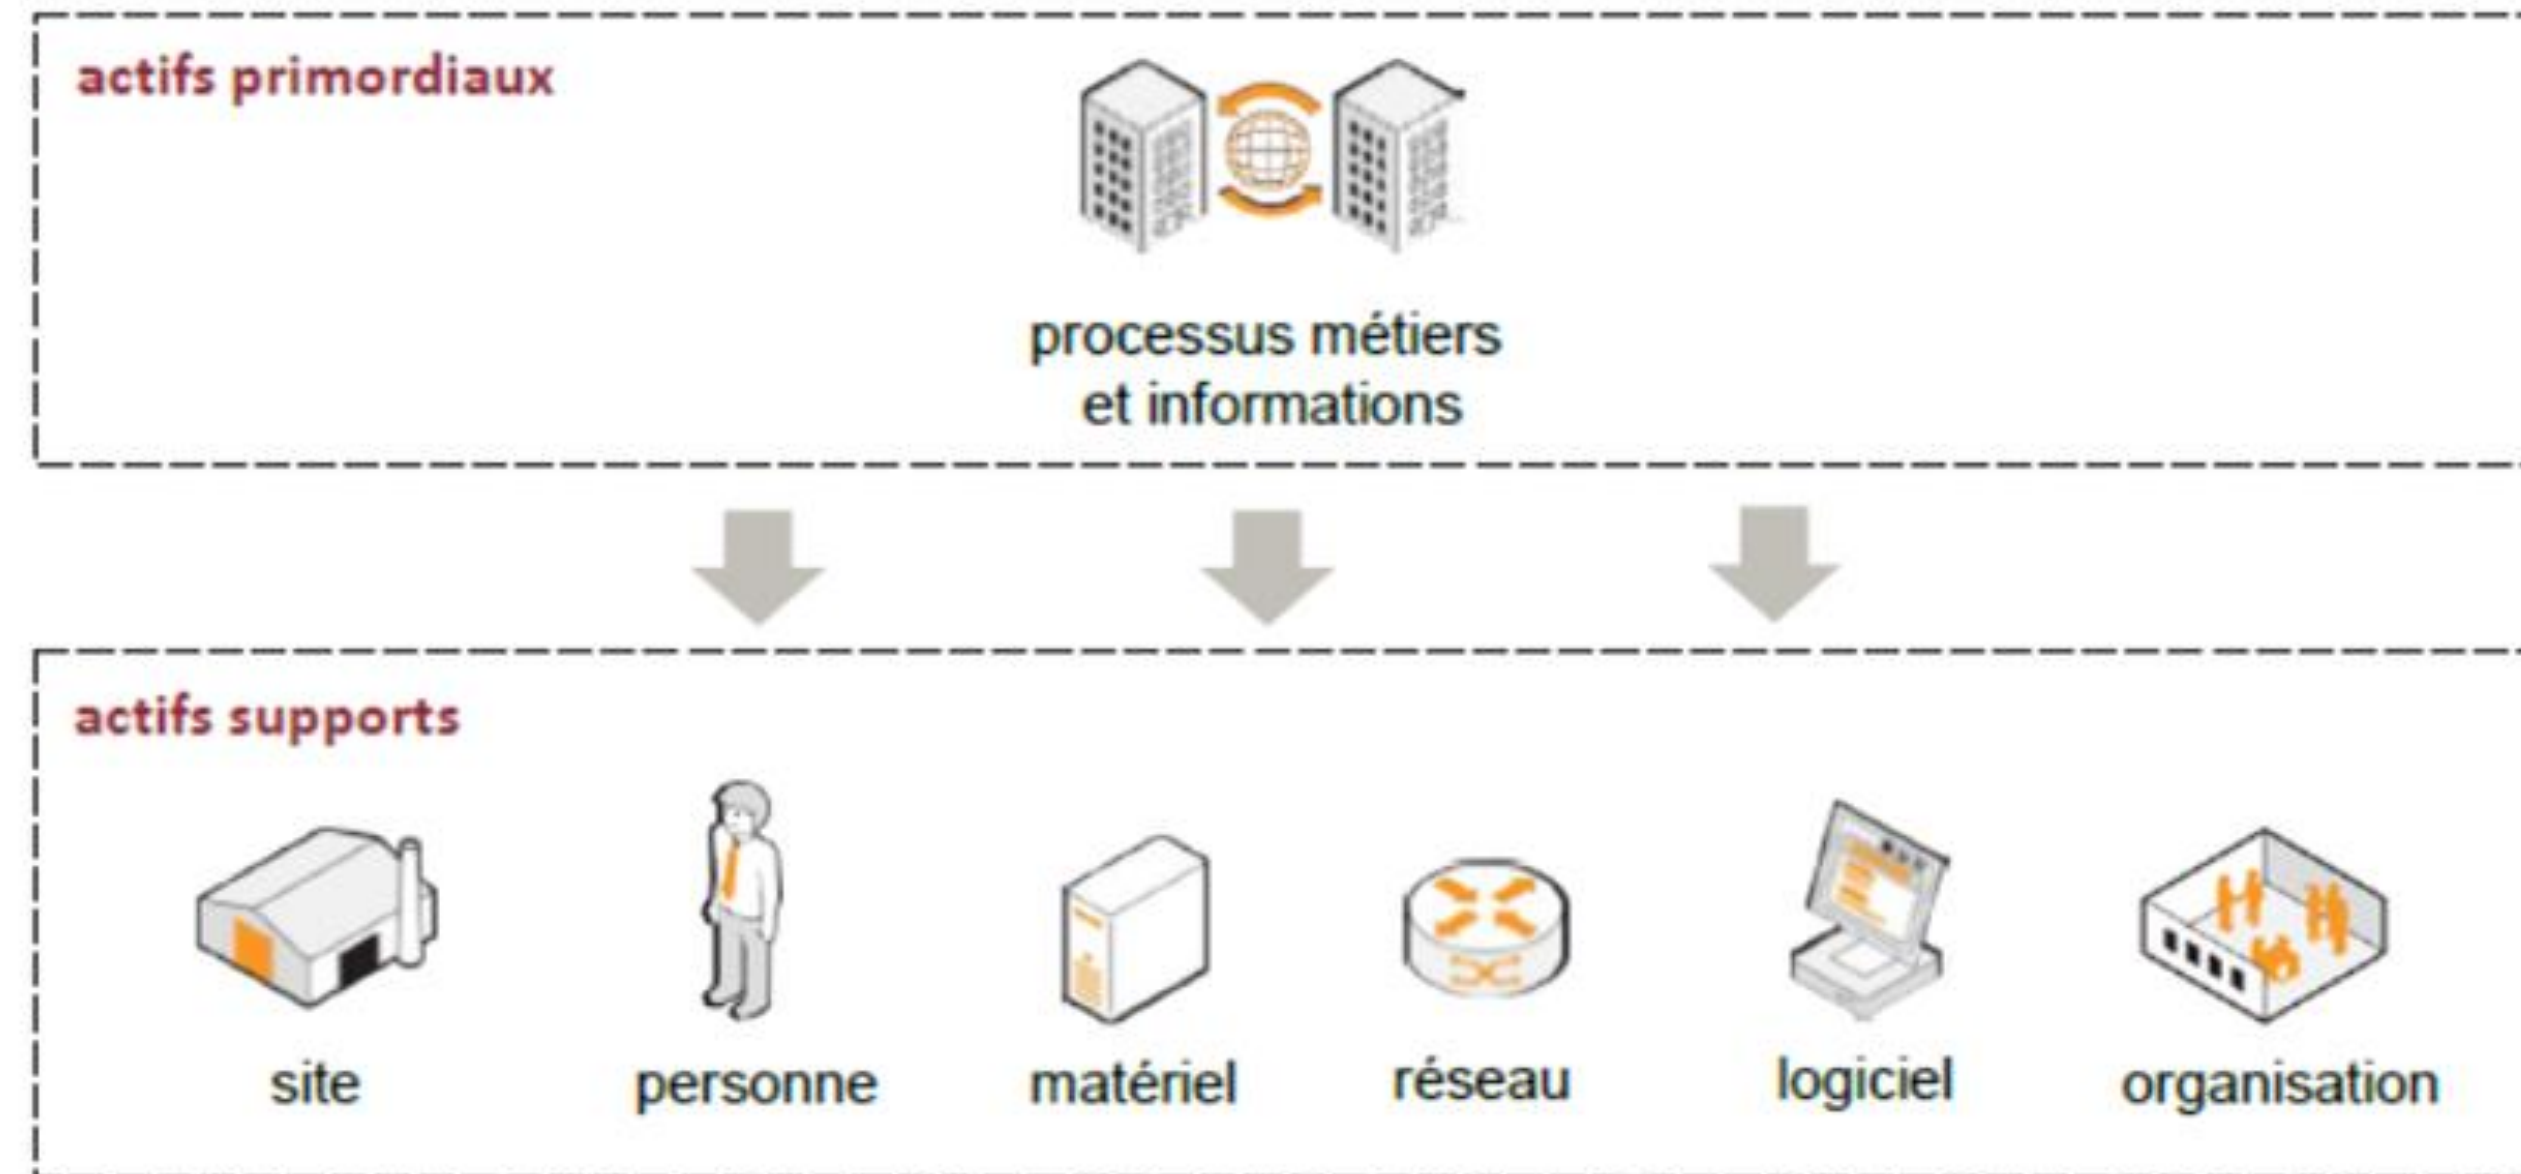 actifs primordiaux
processus métiers
et informations
actifs supports
site
personne
matériel
réseau
logiciel
organisation